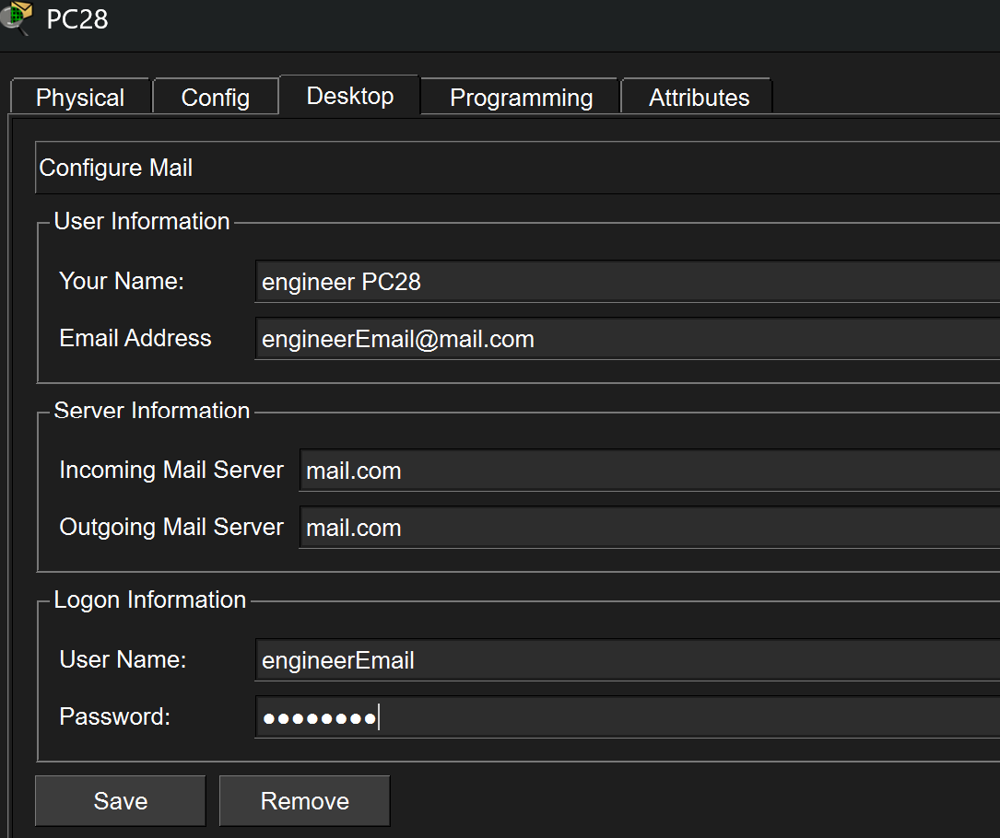 PC28
Physical Config Desktop Programming Attributes
Configure Mail
User Information
Your Name: engineer PC28
Email Address engineerEmail@mail.com
Server Information
Incoming Mail Server mail.com
Outgoing Mail Server mail.com
Logon Information
User Name: engineerEmail
Password: ●●●●●●●●
Save Remove